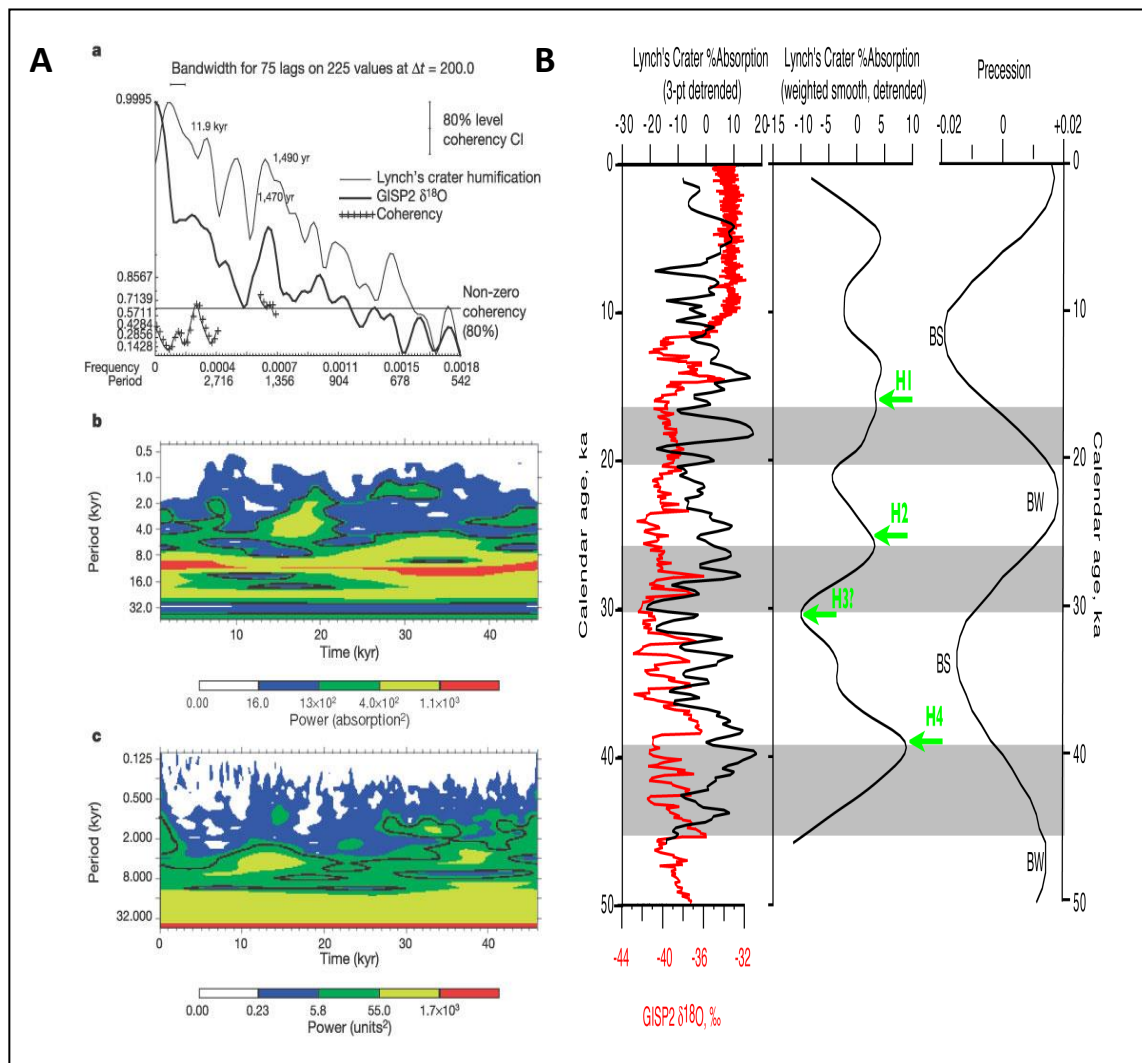 A
a
Bandwidth for 75 lags on 225 values at Δt = 200.0
0.9995
11.9 kyr
80% level
coherency CI
1,490 yr
Lynch's crater humification
1,470 yr
GISP2 δ18O
Coherency
0.8567
0.7139
0.5711
0.4284
0.2856
0.1428
Non-zero
coherency
(80%)
Frequency 0 0.0004 0.0007 0.0011 0.0015 0.0018
Period 2,716 1,356 904 678 542
b
Period (kyr)
0.5
1.0
2.0
4.0
8.0
16.0
32.0
10 20 30 40
Time (kyr)
0.00 16.0 13×10² 4.0×10² 1.1×10³
Power (absorption²)
c
Period (kyr)
0.125
0.500
2.000
8.000
32.000
0 10 20 30 40
Time (kyr)
0.00 0.23 5.8 55.0 1.7×10³
Power (units²)
B
Lynch's Crater %Absorption
(3-pt detrended)
-30 -20 -10 0 10 20
Lynch's Crater %Absorption
(weighted smooth, detrended)
-15 -10 -5 0 5 10
Precession
-0.02 0 +0.02
Calendar age, ka
0
10
20
30
40
50
H1
H2
H3?
H4
BS
BW
BS
BW
0
10
20
30
40
50
Calendar age, ka
-44 -40 -36 -32
GISP2 δ18O, ‰